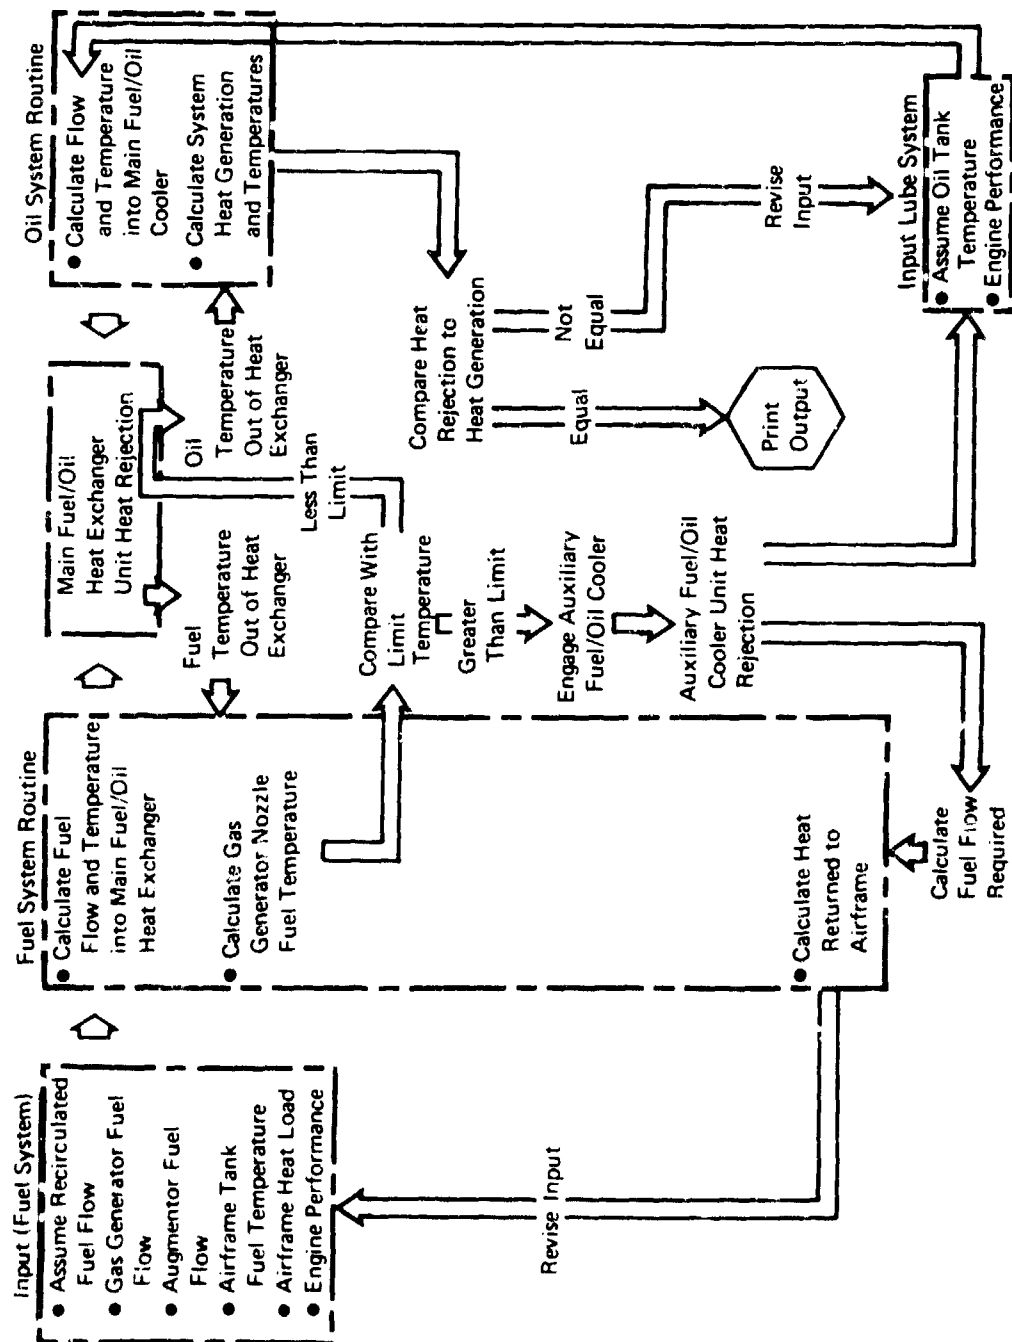 Input (Fuel System)
• Assume Recirculated
Fuel Flow
• Gas Generator Fuel
Flow
• Augmentor Fuel
Flow
• Airframe Tank
Fuel Temperature
• Airframe Heat Load
• Engine Performance
Revise Input
Fuel System Routine
• Calculate Fuel
Flow and Temperature
into Main Fuel/Oil
Heat Exchanger
• Calculate Gas
Generator Nozzle
Fuel Temperature
• Calculate Heat
Returned to
Airframe
Calculate
Fuel Flow
Required
Main Fuel/Oil
Heat Exchanger
Unit Heat Rejection
Fuel
Temperature
Out of Heat
Exchanger
Oil
Temperature
Out of Heat
Exchanger
Less Than
Limit
Compare With
Limit
Temperature
Greater
Than Limit
Engage Auxiliary
Fuel/Oil Cooler
Auxiliary Fuel/Oil
Cooler Unit Heat
Rejection
Oil System Routine
• Calculate Flow
and Temperature
into Main Fuel/Oil
Cooler
• Calculate System
Heat Generation
and Temperatures
Compare Heat
Rejection to
Heat Generation
Equal
Not
Equal
Print
Output
Revise
Input
Input Lube System
• Assume Oil Tank
Temperature
• Engine Performance